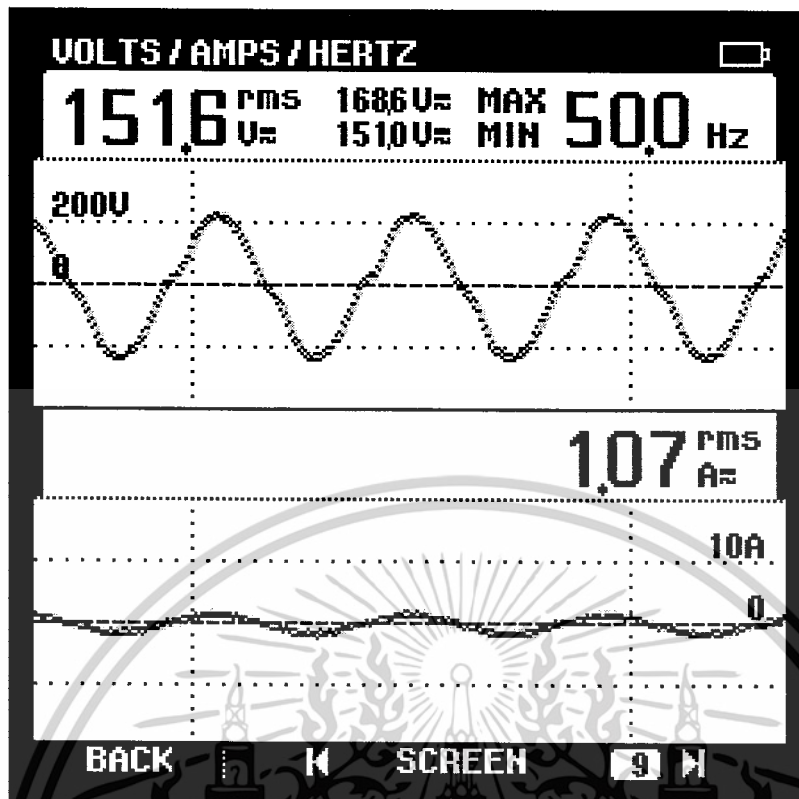 VOLTS / AMPS / HERTZ
151.6 rms V≂ 168.6 V≂ MAX 50.0 Hz
151.0 V≂ MIN
200V
0
1.07 rms A≂
10A
0
BACK SCREEN 9